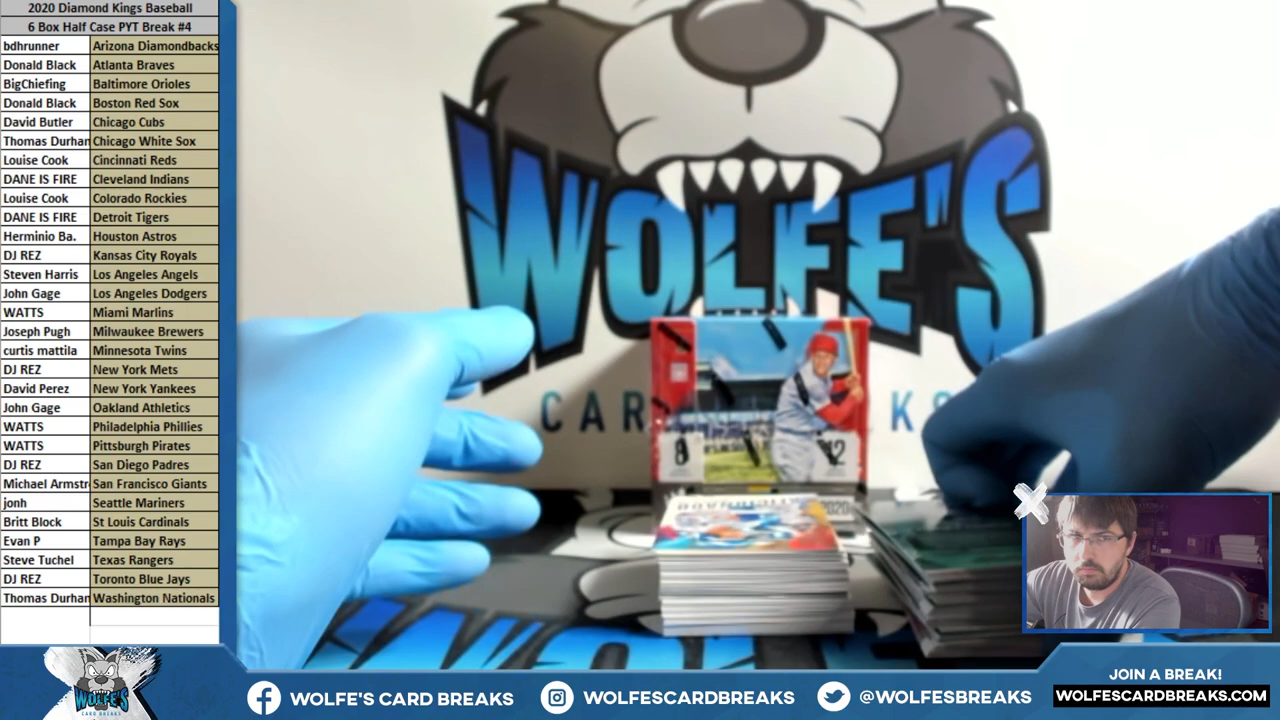 2020 Diamond Kings Baseball
6 Box Half Case PYT Break #4
bdhrunner Arizona Diamondbacks
Donald Black Atlanta Braves
BigChiefing Baltimore Orioles
Donald Black Boston Red Sox
David Butler Chicago Cubs
Thomas Durhan Chicago White Sox
Louise Cook Cincinnati Reds
DANE IS FIRE Cleveland Indians
Louise Cook Colorado Rockies
DANE IS FIRE Detroit Tigers
Herminio Ba. Houston Astros
DJ REZ Kansas City Royals
Steven Harris Los Angeles Angels
John Gage Los Angeles Dodgers
WATTS Miami Marlins
Joseph Pugh Milwaukee Brewers
curtis mattila Minnesota Twins
DJ REZ New York Mets
David Perez New York Yankees
John Gage Oakland Athletics
WATTS Philadelphia Phillies
WATTS Pittsburgh Pirates
DJ REZ San Diego Padres
Michael Armstr San Francisco Giants
jonh Seattle Mariners
Britt Block St Louis Cardinals
Evan P Tampa Bay Rays
Steve Tuchel Texas Rangers
DJ REZ Toronto Blue Jays
Thomas Durhan Washington Nationals
WOLFE'S
CAR KS
8 12
2020
WOLFE'S
CARD BREAKS
WOLFE'S CARD BREAKS
WOLFESCARDBREAKS
@WOLFESBREAKS
JOIN A BREAK!
WOLFESCARDBREAKS.COM